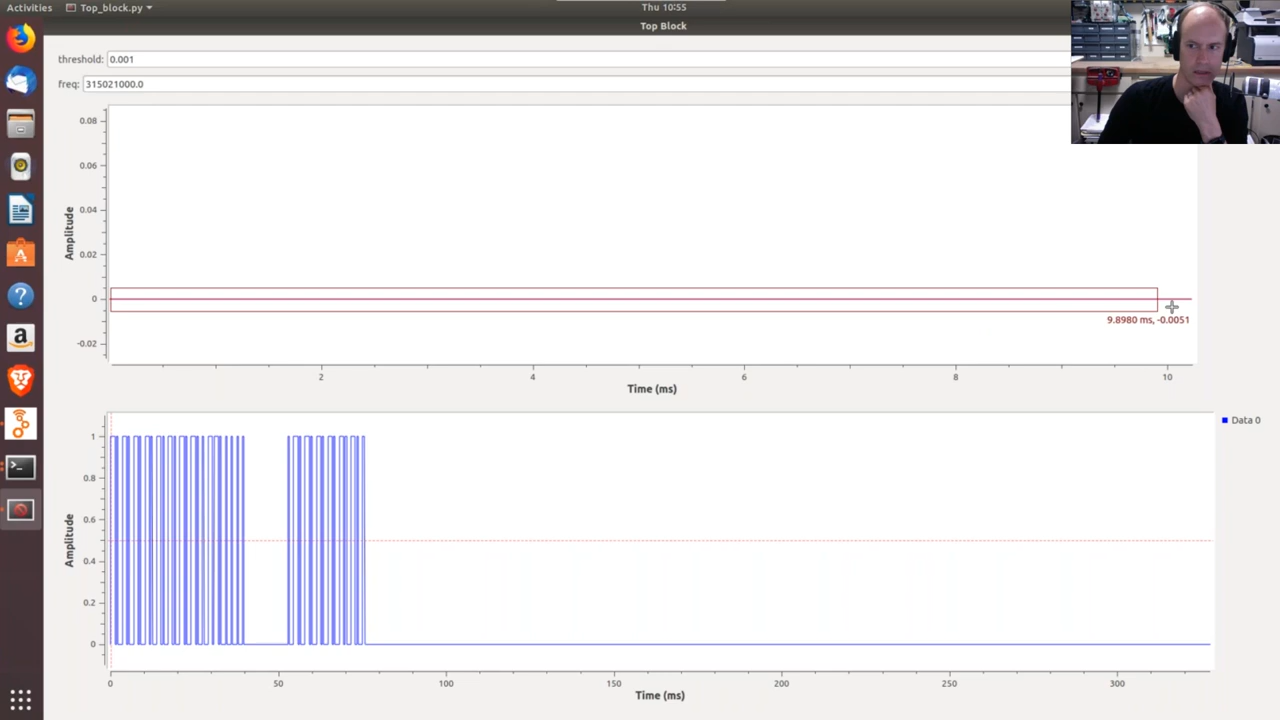 Activities Top_block.py Thu 10:55
Top Block
threshold: 0.001
freq: 315021000.0
0.08
0.06
0.04
0.02
0
-0.02
Amplitude
9.8980 ms, -0.0051
2 4 6 8 10
Time (ms)
Data 0
1
0.8
0.6
0.4
0.2
0
Amplitude
0 50 100 150 200 250 300
Time (ms)